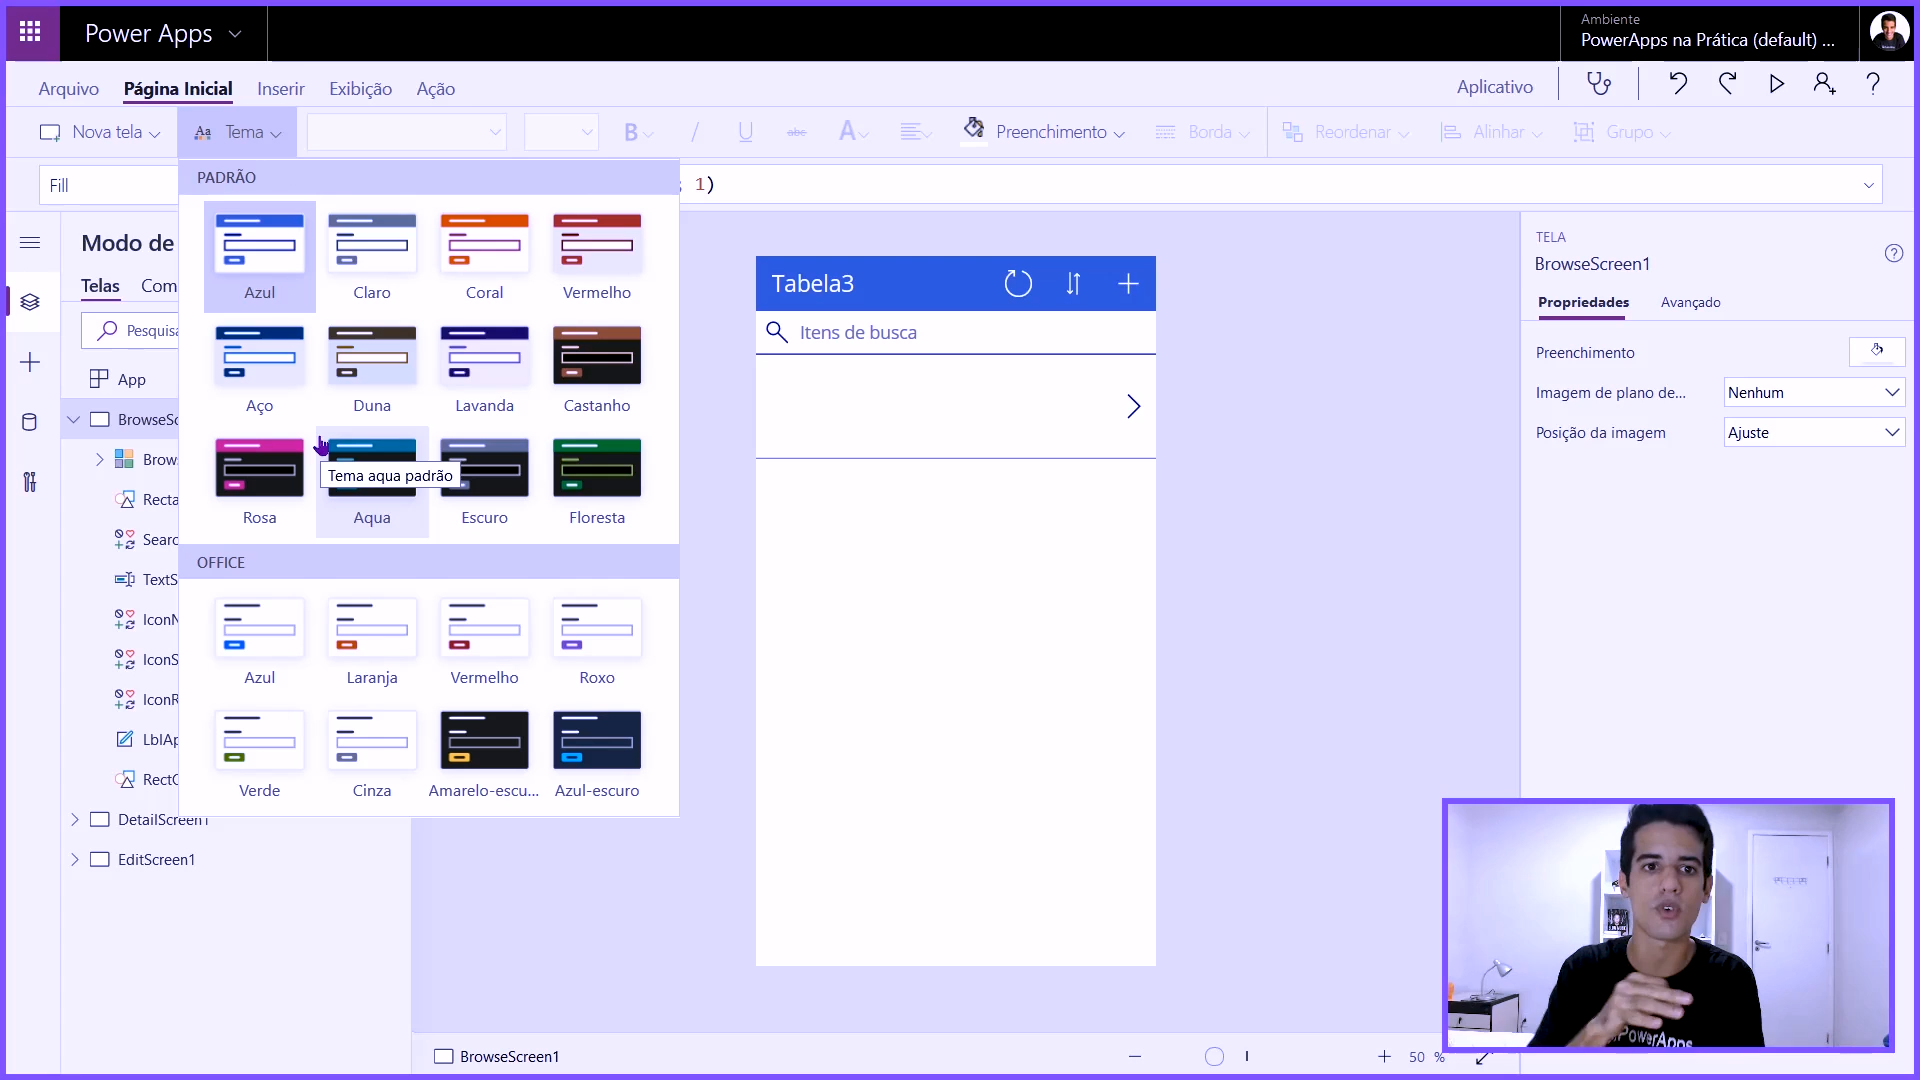 Power Apps
Ambiente
PowerApps na Prática (default) ...
Arquivo
Página Inicial
Inserir
Exibição
Ação
Aplicativo
Nova tela
Aa
Tema
B
/
U
abc
A
Preenchimento
Borda
Reordenar
Alinhar
Grupo
Fill
1)
PADRÃO
Modo de
Telas
Com
Pesquisa
App
BrowseSc
Brow
Recta
Searc
TextS
IconN
IconS
IconR
LblAp
RectC
DetailScreen1
EditScreen1
Azul
Claro
Coral
Vermelho
Aço
Duna
Lavanda
Castanho
Tema aqua padrão
Rosa
Aqua
Escuro
Floresta
OFFICE
Azul
Laranja
Vermelho
Roxo
Verde
Cinza
Amarelo-escu...
Azul-escuro
Tabela3
Itens de busca
TELA
BrowseScreen1
Propriedades
Avançado
Preenchimento
Imagem de plano de...
Nenhum
Posição da imagem
Ajuste
PowerApps
BrowseScreen1
50 %